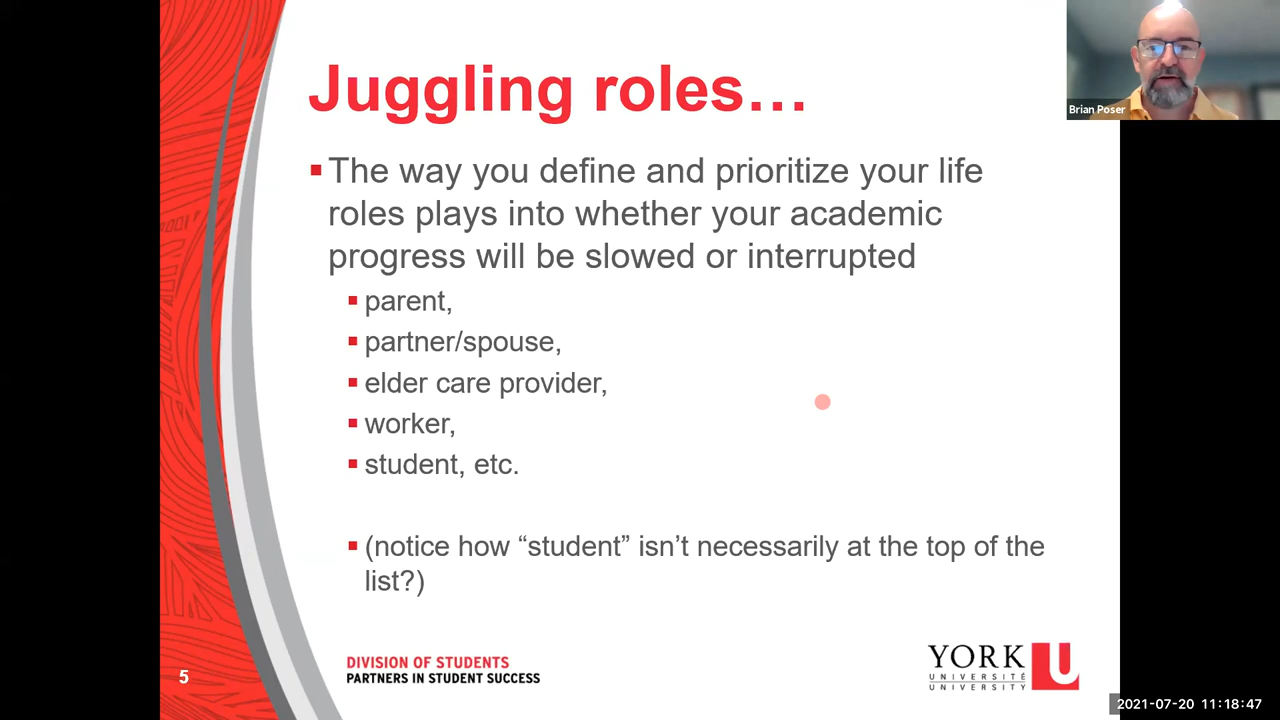 Juggling roles…
Brian Poser
The way you define and prioritize your life
roles plays into whether your academic
progress will be slowed or interrupted
parent,
partner/spouse,
elder care provider,
worker,
student, etc.
(notice how “student” isn’t necessarily at the top of the
list?)
5
DIVISION OF STUDENTS
PARTNERS IN STUDENT SUCCESS
YORK U
UNIVERSITÉ
UNIVERSITY
2021-07-20 11:18:47